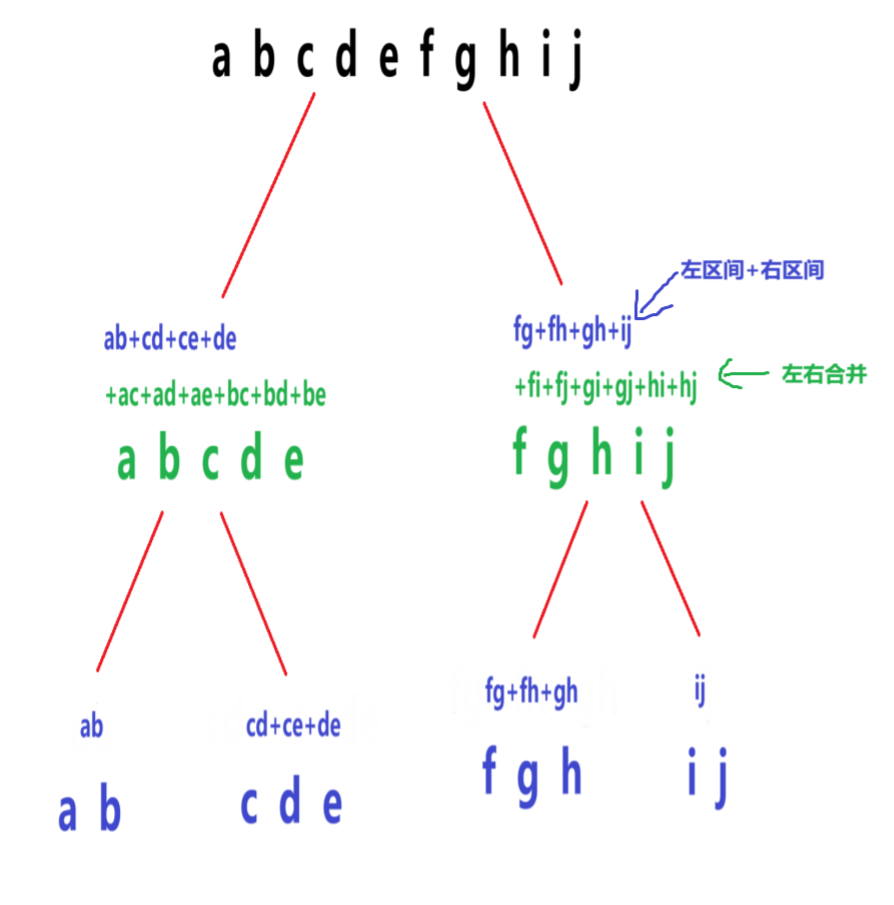 a b c d e f g h i j
左区间+右区间
ab+cd+ce+de
fg+fh+gh+ij
+ac+ad+ae+bc+bd+be
+fi+fj+gi+gj+hi+hj
左右合并
a b c d e
f g h i j
ab
cd+ce+de
fg+fh+gh
ij
a b
c d e
f g h
i j